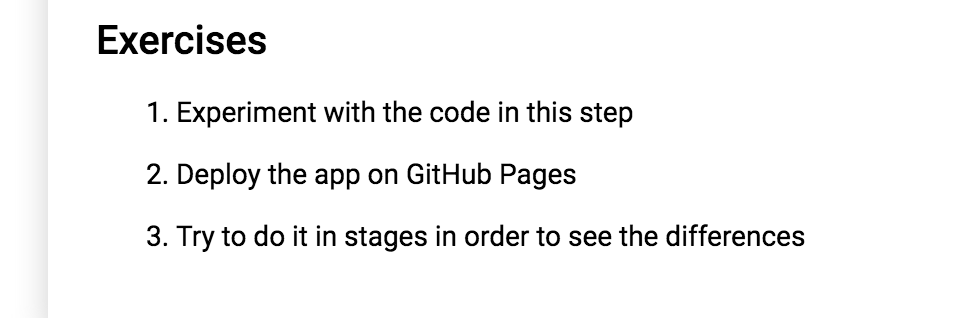 Exercises
1. Experiment with the code in this step
2. Deploy the app on GitHub Pages
3. Try to do it in stages in order to see the differences